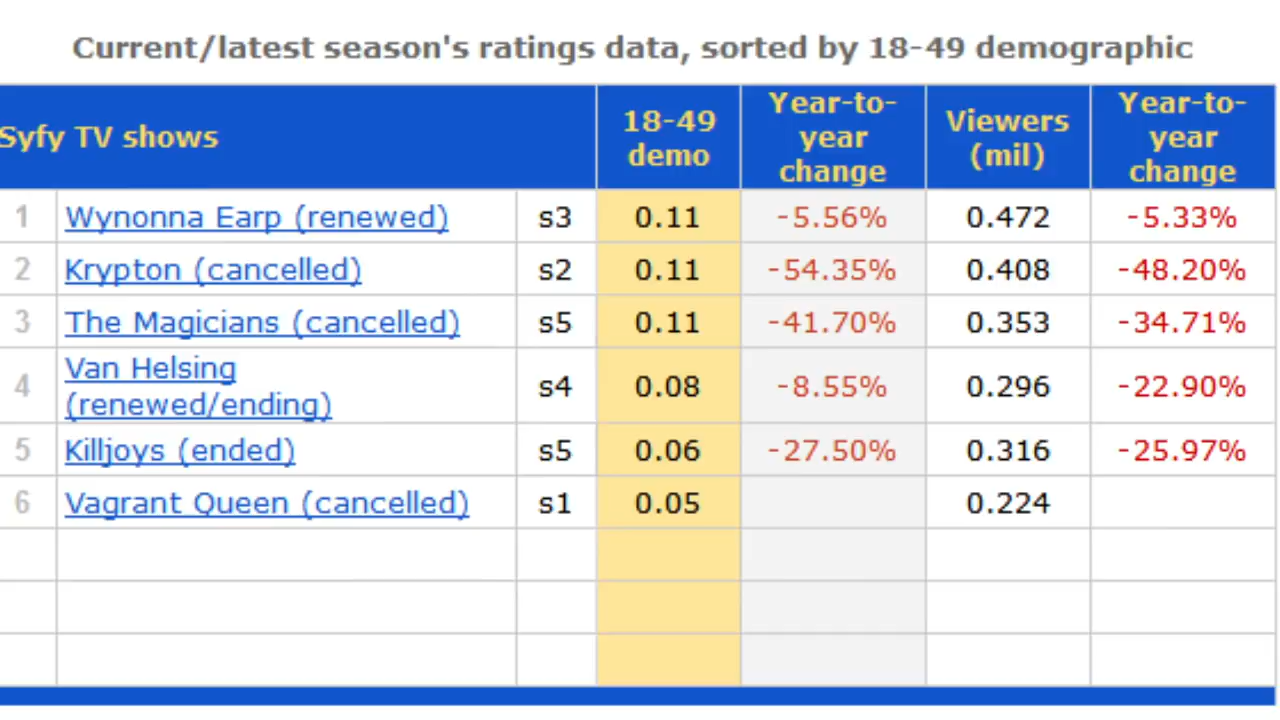 Current/latest season's ratings data, sorted by 18-49 demographic
Syfy TV shows 18-49 demo Year-to-year change Viewers (mil) Year-to-year change
1 Wynonna Earp (renewed) s3 0.11 -5.56% 0.472 -5.33%
2 Krypton (cancelled) s2 0.11 -54.35% 0.408 -48.20%
3 The Magicians (cancelled) s5 0.11 -41.70% 0.353 -34.71%
4 Van Helsing (renewed/ending) s4 0.08 -8.55% 0.296 -22.90%
5 Killjoys (ended) s5 0.06 -27.50% 0.316 -25.97%
6 Vagrant Queen (cancelled) s1 0.05 0.224